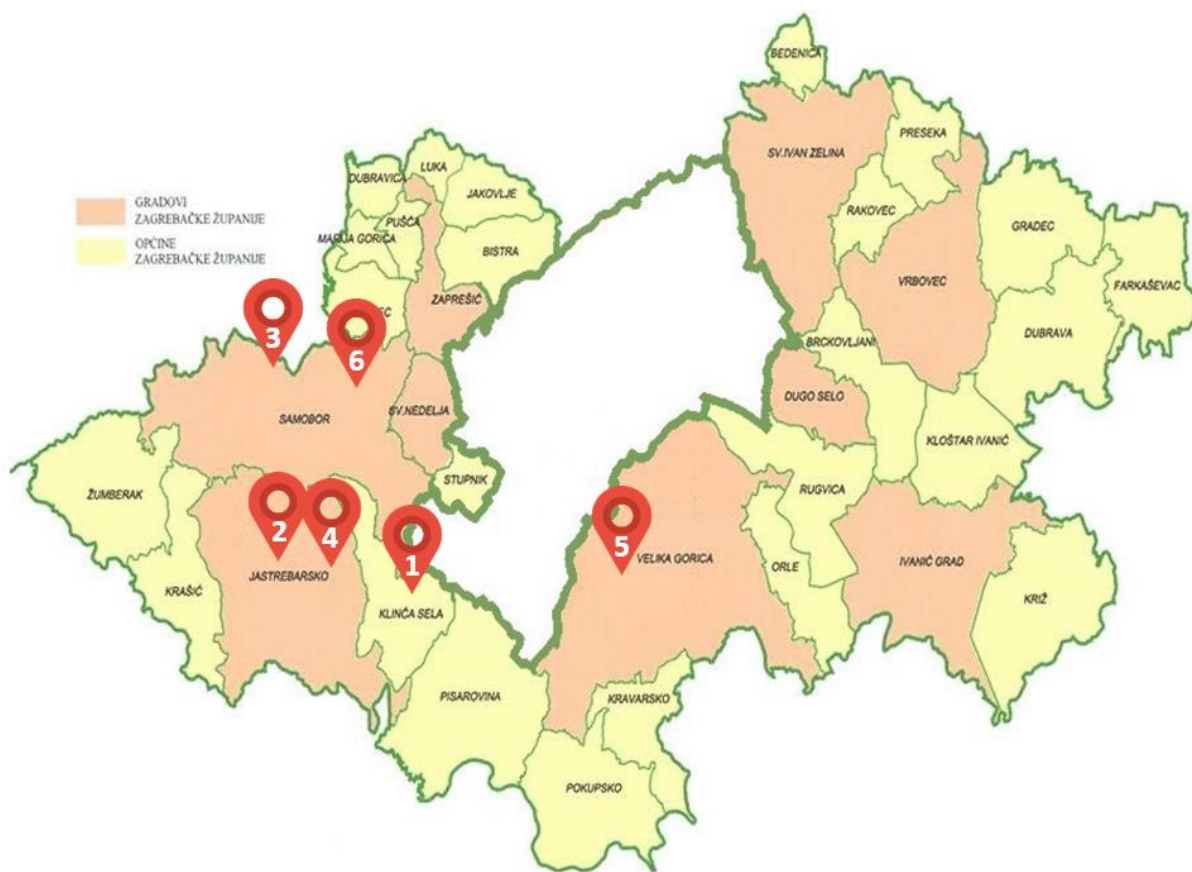 BEDENICA
PRESEKA
SV.IVAN ZELINA
LUKA
DUBRAVICA
JAKOVLJE
GRADOVI
ZAGREBAČKE ŽUPANIJE
OPĆINE
ZAGREBAČKE ŽUPANIJE
PUŠĆA
RAKOVEC
GRADEC
MARIJA GORICA
BISTRA
VRBOVEC
FARKAŠEVAC
ZAPREŠIĆ
EC
3
6
BRCKOVLJANI
DUBRAVA
DUGO SELO
SAMOBOR
SV.NEDELJA
KLOŠTAR IVANIĆ
ŽUMBERAK
STUPNIK
RUGVICA
2
4
1
5
VELIKA GORICA
ORLE
IVANIĆ GRAD
JASTREBARSKO
KRAŠIĆ
KLINČA SELA
KRIŽ
PISAROVINA
KRAVARSKO
POKUPSKO